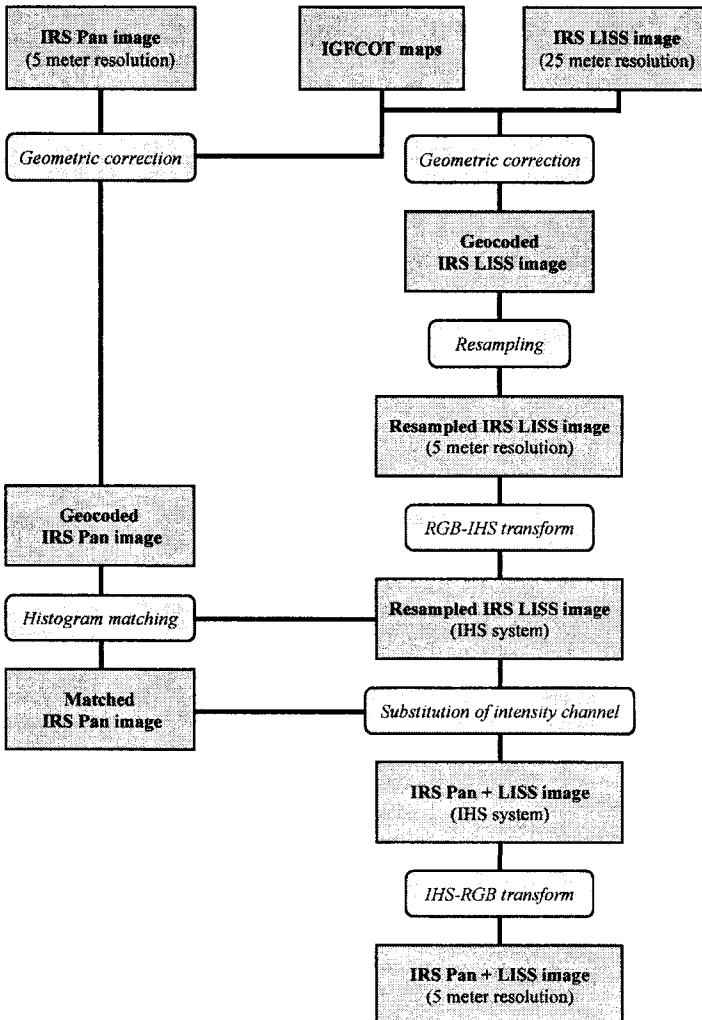 IRS Pan image
(5 meter resolution)
IGFCOT maps
IRS LISS image
(25 meter resolution)
Geometric correction
Geometric correction
Geocoded
IRS LISS image
Resampling
Resampled IRS LISS image
(5 meter resolution)
Geocoded
IRS Pan image
RGB-IHS transform
Histogram matching
Resampled IRS LISS image
(IHS system)
Matched
IRS Pan image
Substitution of intensity channel
IRS Pan + LISS image
(IHS system)
IHS-RGB transform
IRS Pan + LISS image
(5 meter resolution)